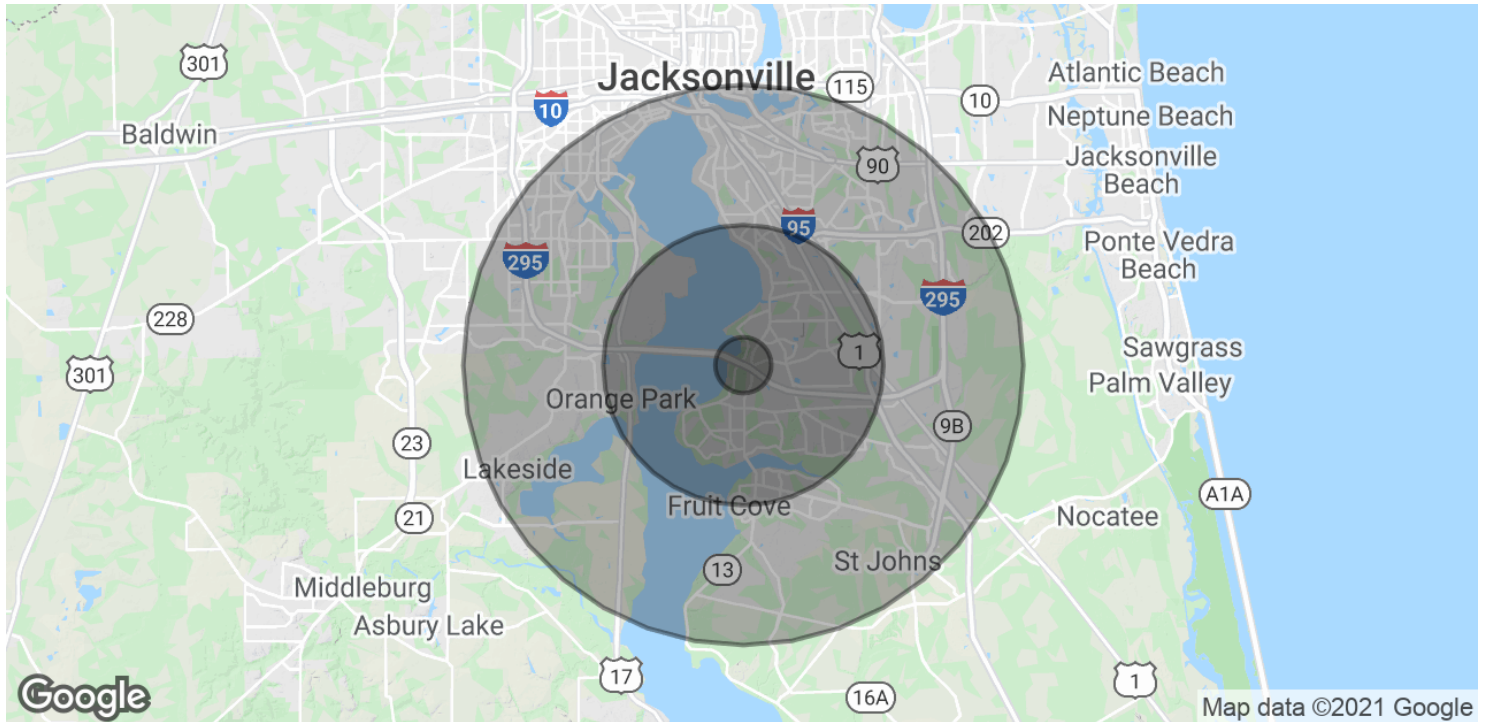 301
Jacksonville
115
Atlantic Beach
10
10
Neptune Beach
Baldwin
Jacksonville
Beach
90
95
202
Ponte Vedra
Beach
295
295
228
301
1
Sawgrass
Palm Valley
Orange Park
9B
23
Lakeside
A1A
Fruit Cove
21
Nocatee
St Johns
13
Middleburg
Asbury Lake
17
1
16A
Google
Map data ©2021 Google